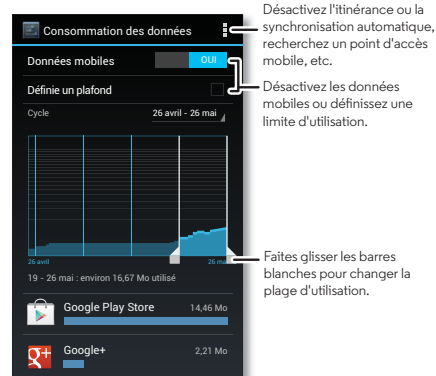 Consommation des données
Données mobiles
OUI
Définie un plafond
Cycle
26 avril - 26 mai
26 avril
26 mai
19 - 26 mai : environ 16,67 Mo utilisé
Google Play Store
14,46 Mo
g+
Google+
2,21 Mo
Désactivez l'itinérance ou la
synchronisation automatique,
recherchez un point d'accès
mobile, etc.
Désactivez les données
mobiles ou définissez une
limite d'utilisation.
Faites glisser les barres
blanches pour changer la
plage d'utilisation.